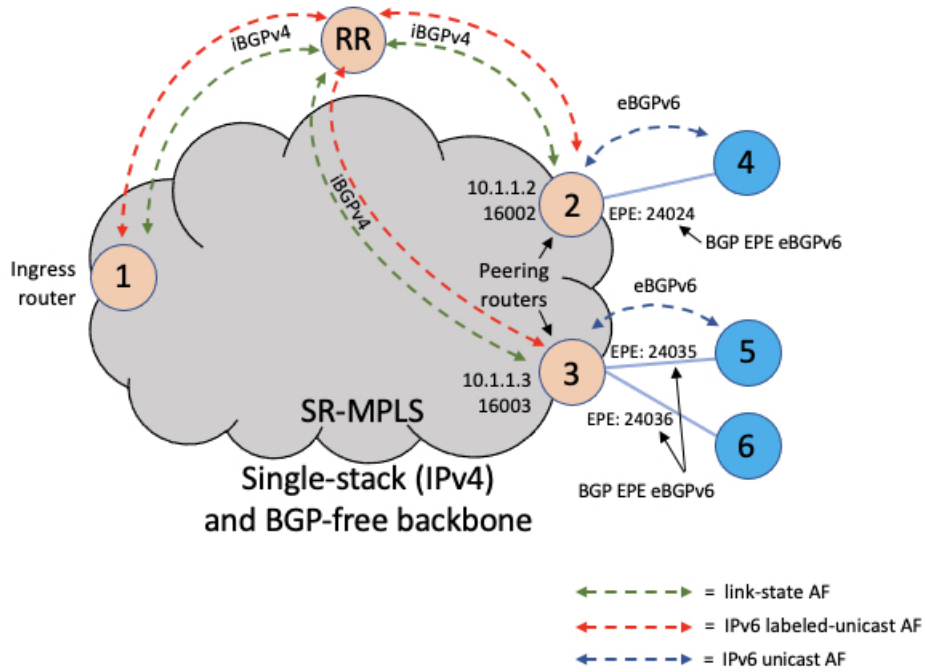 RR
iBGPv4
iBGPv4
eBGPv6
4
10.1.1.2
16002
2
EPE: 24024
BGP EPE eBGPv6
iBGPv4
Ingress
router
1
Peering
routers
eBGPv6
5
EPE: 24035
10.1.1.3
16003
3
EPE: 24036
6
SR-MPLS
BGP EPE eBGPv6
Single-stack (IPv4)
and BGP-free backbone
= link-state AF
= IPv6 labeled-unicast AF
= IPv6 unicast AF